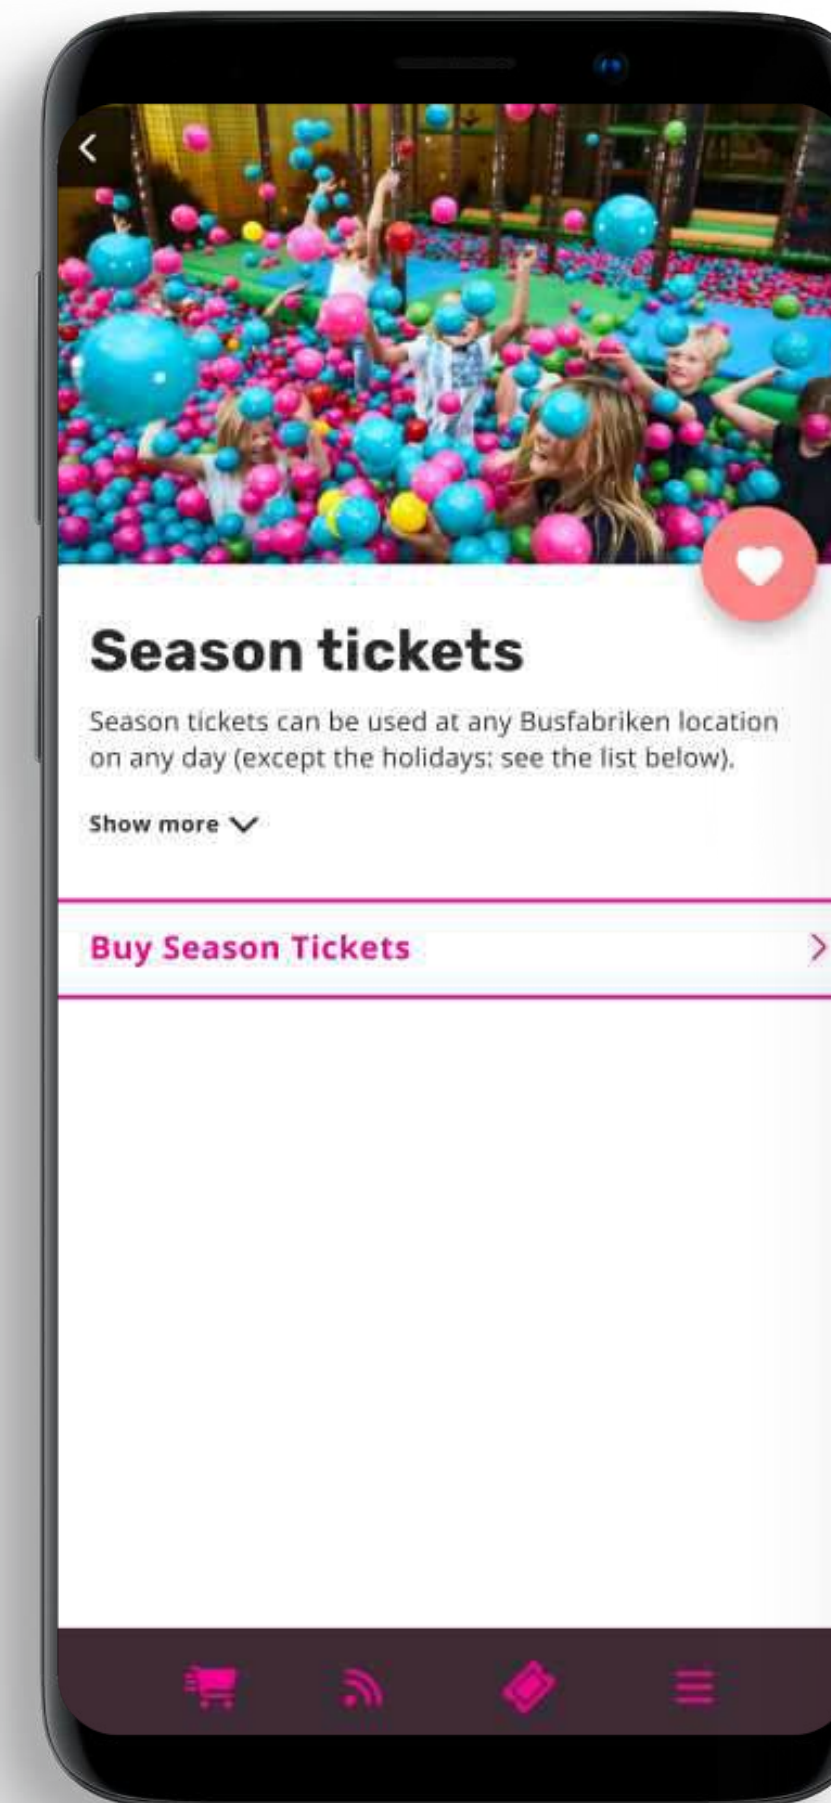 Season tickets
Season tickets can be used at any Busfabriken location
on any day (except the holidays: see the list below).
Show more
Buy Season Tickets